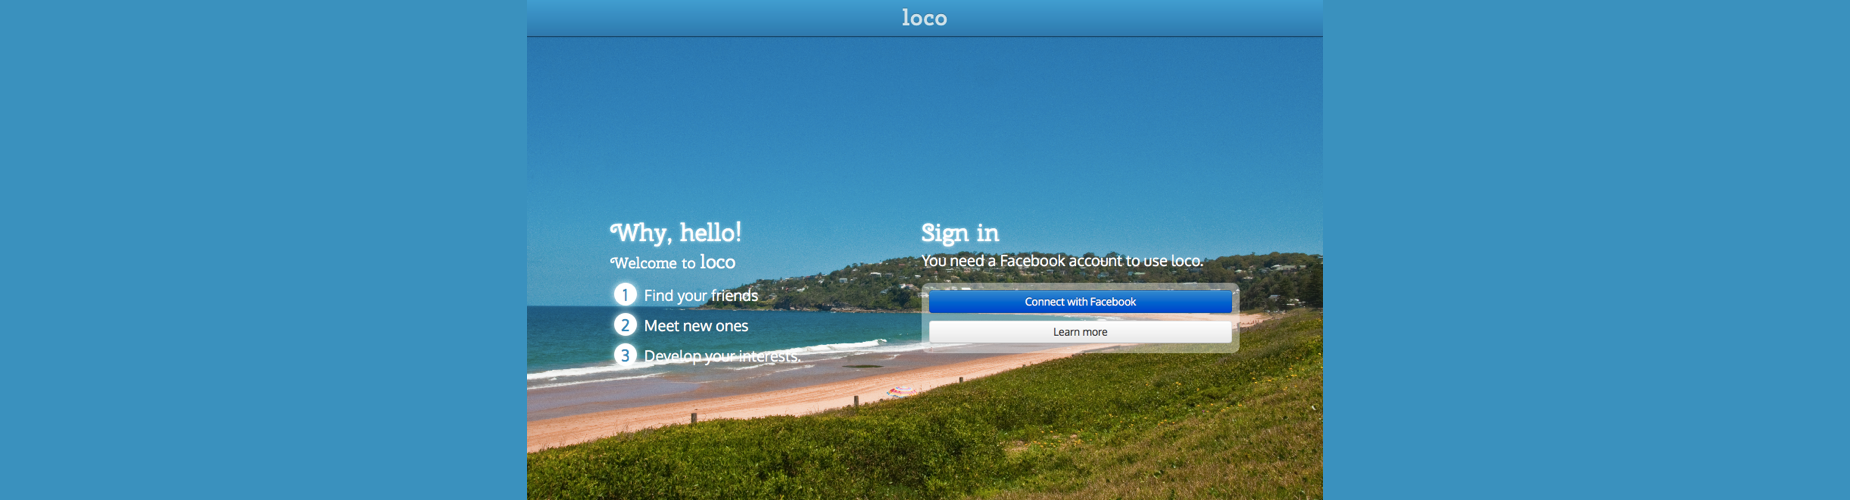 loco
Why, hello!
Welcome to loco
1 Find your friends
2 Meet new ones
3 Develop your interests.
Sign in
You need a Facebook account to use loco.
Connect with Facebook
Learn more